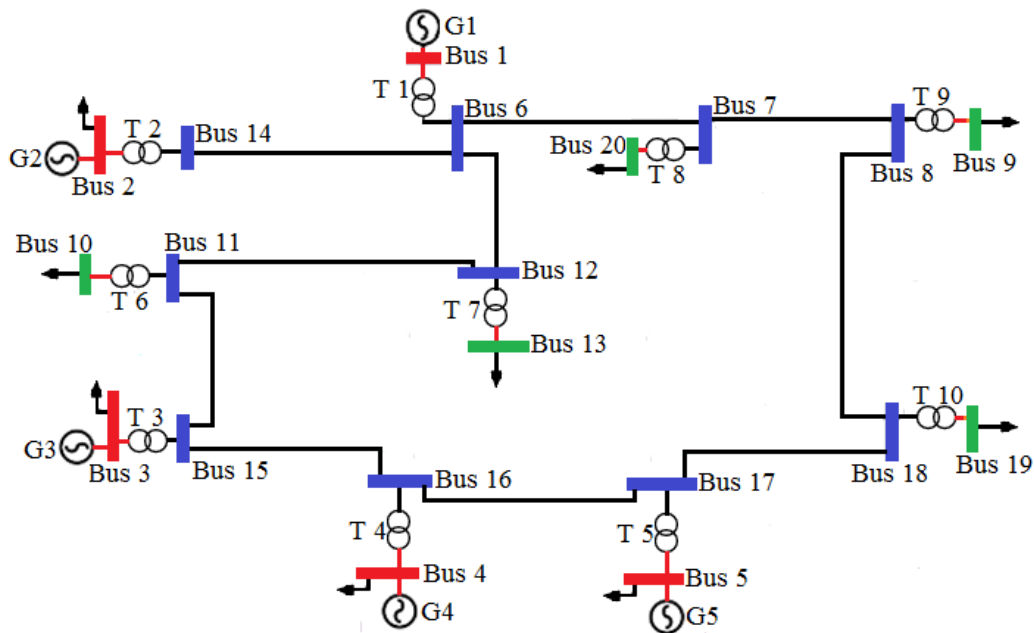 G1
Bus 1
T 1
Bus 6
Bus 7
T 9
T 2
Bus 14
G2
Bus 2
Bus 20
T 8
Bus 8
Bus 9
Bus 10
Bus 11
T 6
Bus 12
T 7
Bus 13
T 3
G3
Bus 3
Bus 15
T 10
Bus 18
Bus 19
Bus 16
Bus 17
T 4
T 5
Bus 4
Bus 5
G4
G5